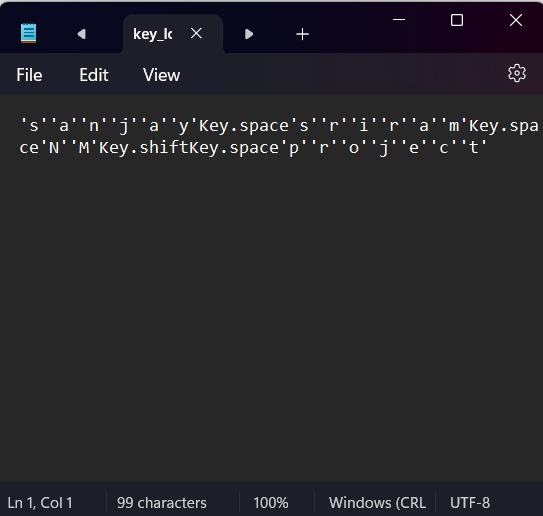 key_lc
File Edit View
's''a''n''j''a''y'Key.space's''r''i''r''a''m'Key.spa
ce'N''M'Key.shiftKey.space'p''r''o''j''e''c''t'
Ln 1, Col 1 99 characters 100% Windows (CRL UTF-8